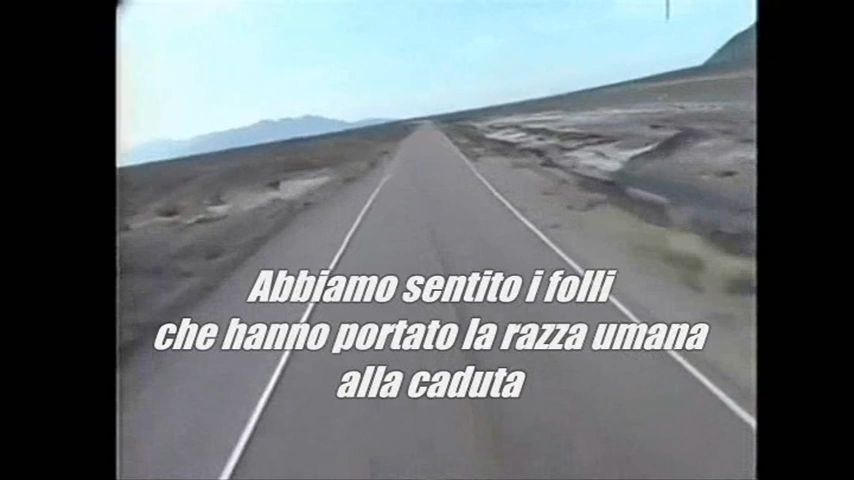 Abbiamo sentito i folli
che hanno portato la razza umana
alla caduta